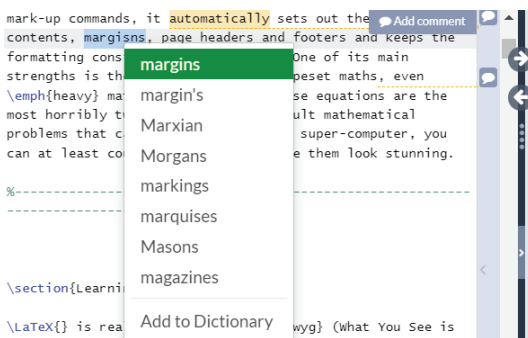 mark-up commands, it automatically sets out the
Add comment
contents, margisns, page headers and footers and keeps the
formatting cons One of its main
strengths is the peset maths, even
\emph{heavy} ma se equations are the
most horribly tw ult mathematical
problems that c super-computer, you
can at least co e them look stunning.
margins
margin's
Marxian
Morgans
markings
marquises
Masons
magazines
Add to Dictionary
%------------------------------------------------------------
---------------
\section{Learni
\LaTeX{} is rea wyg} (What You See is